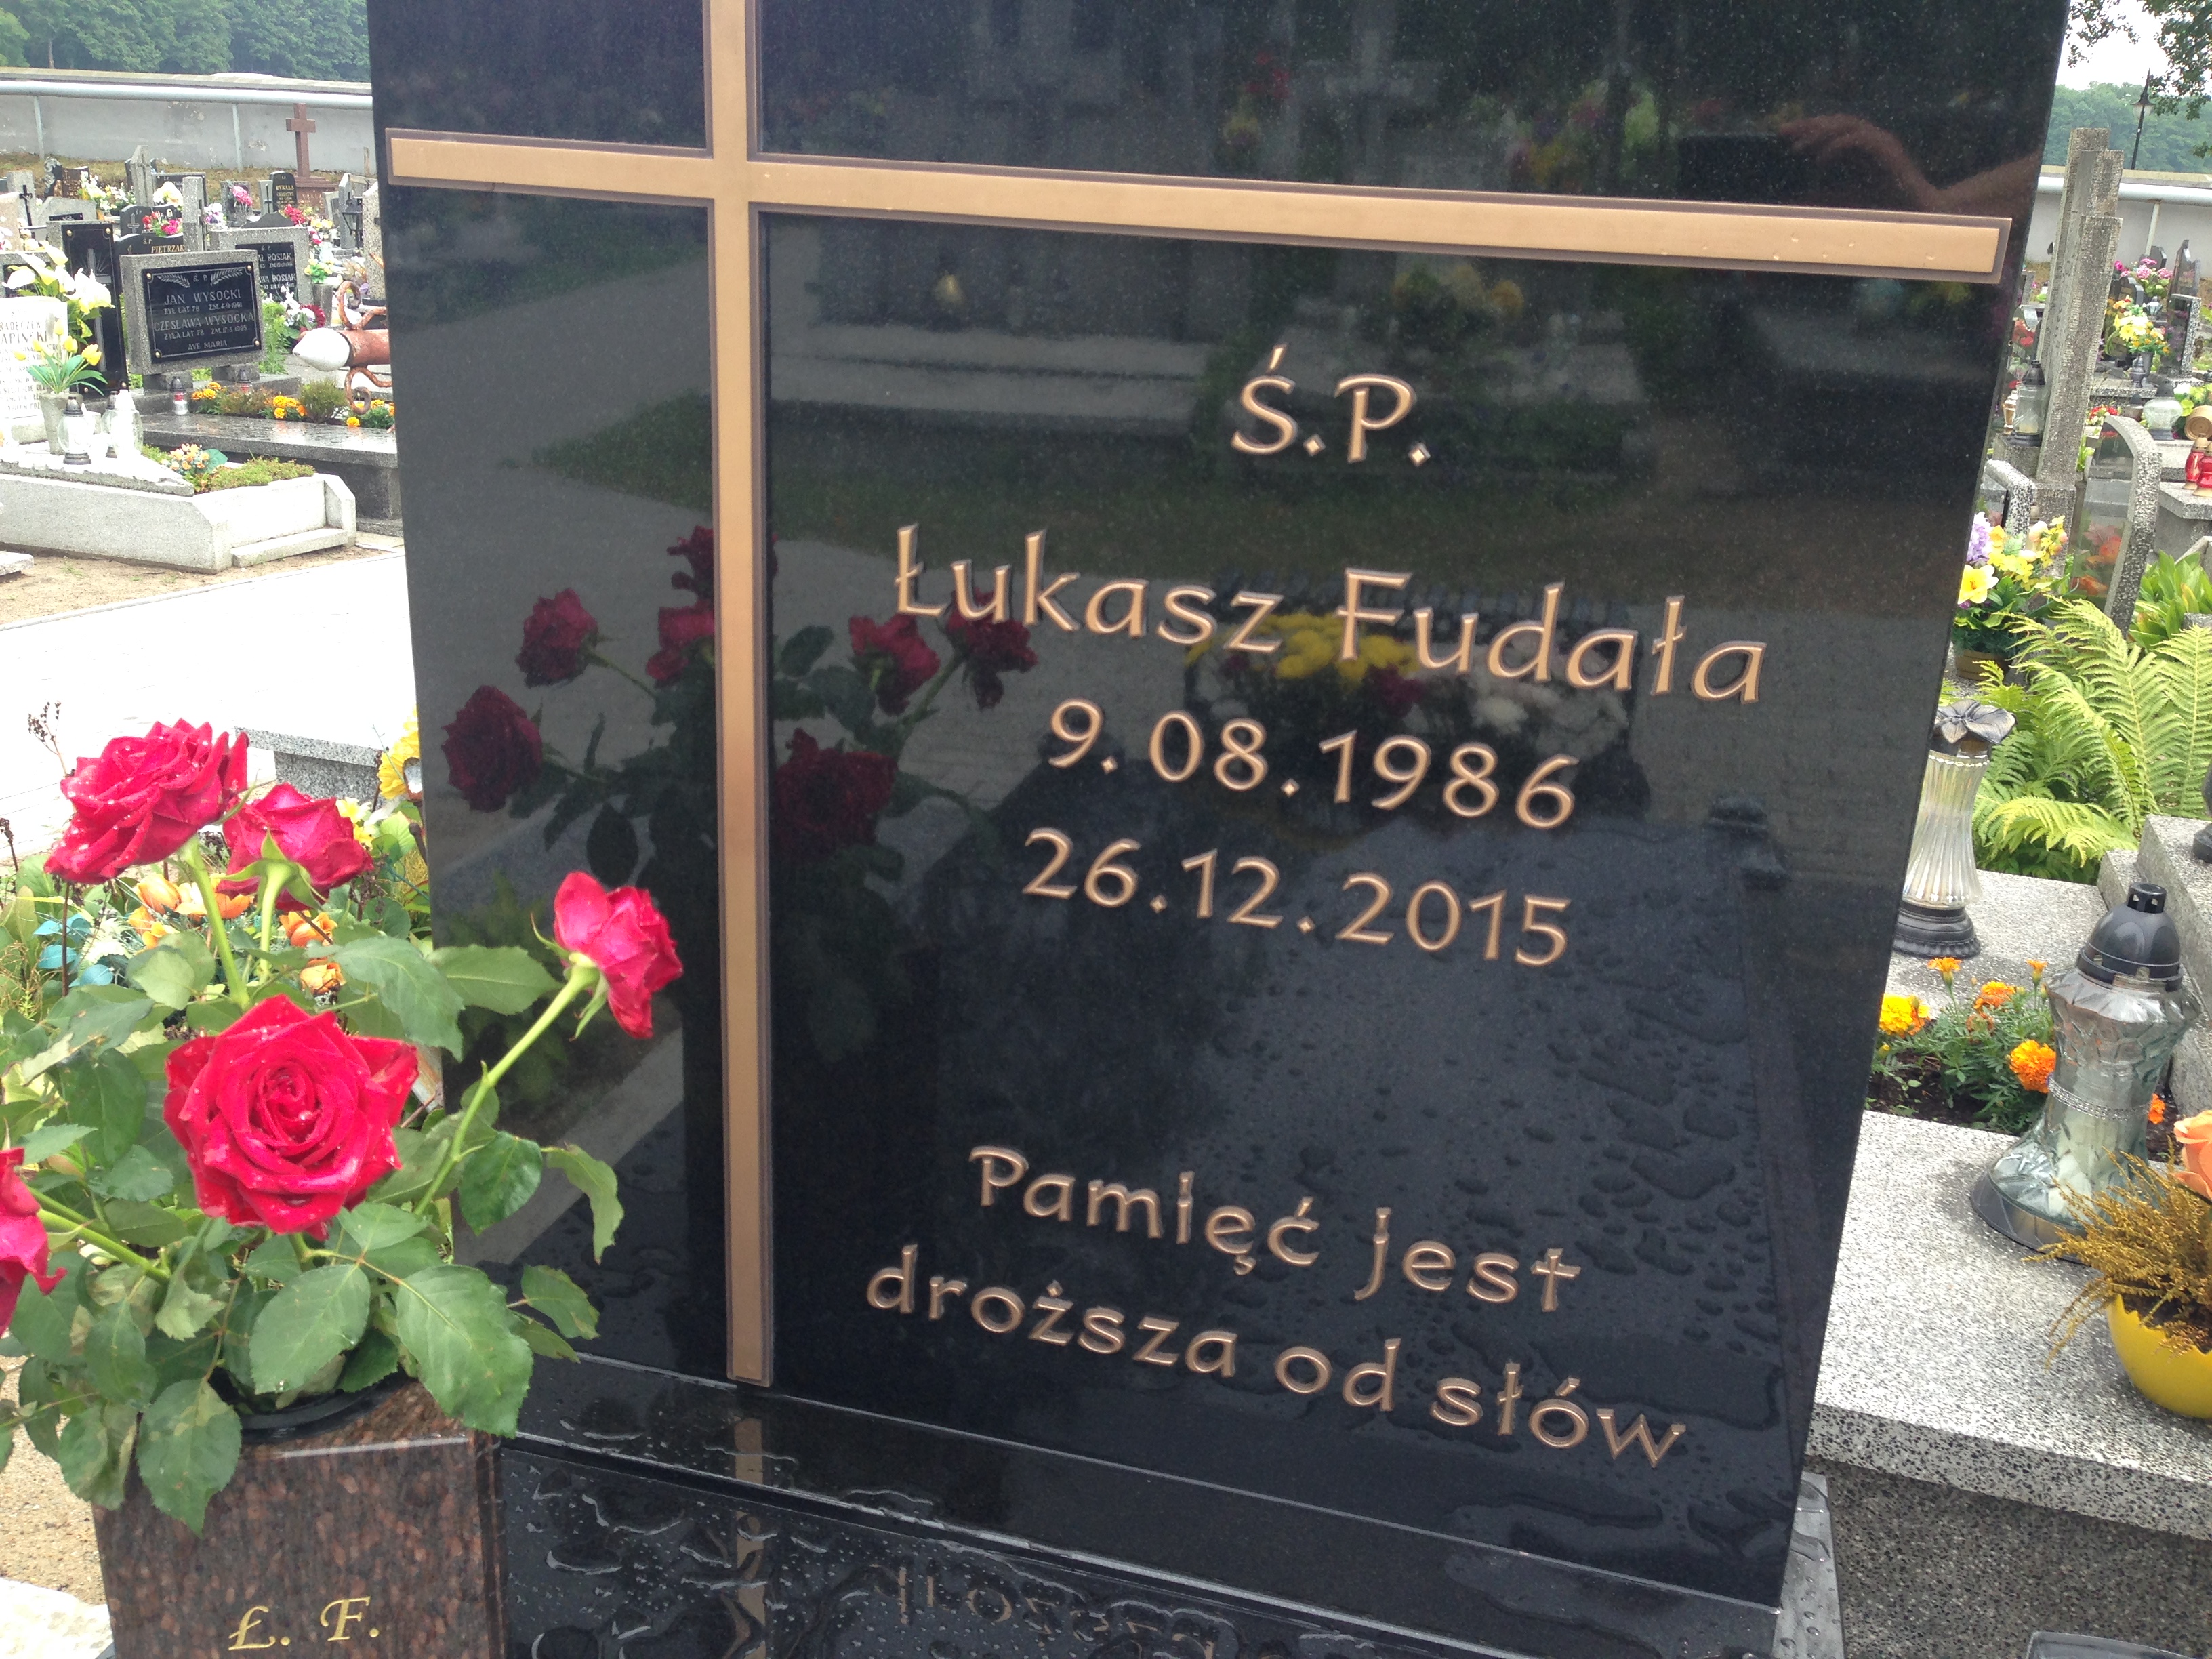 Ś.P.
Łukasz Fudała
9.08.1986
26.12.2015
Pamięć jest
droższa od słów
Ł. F.
JAN WYSOCKI
CZESŁAWA WYSOCKA
AVE MARIA
Ś.P.
PIETRZAK